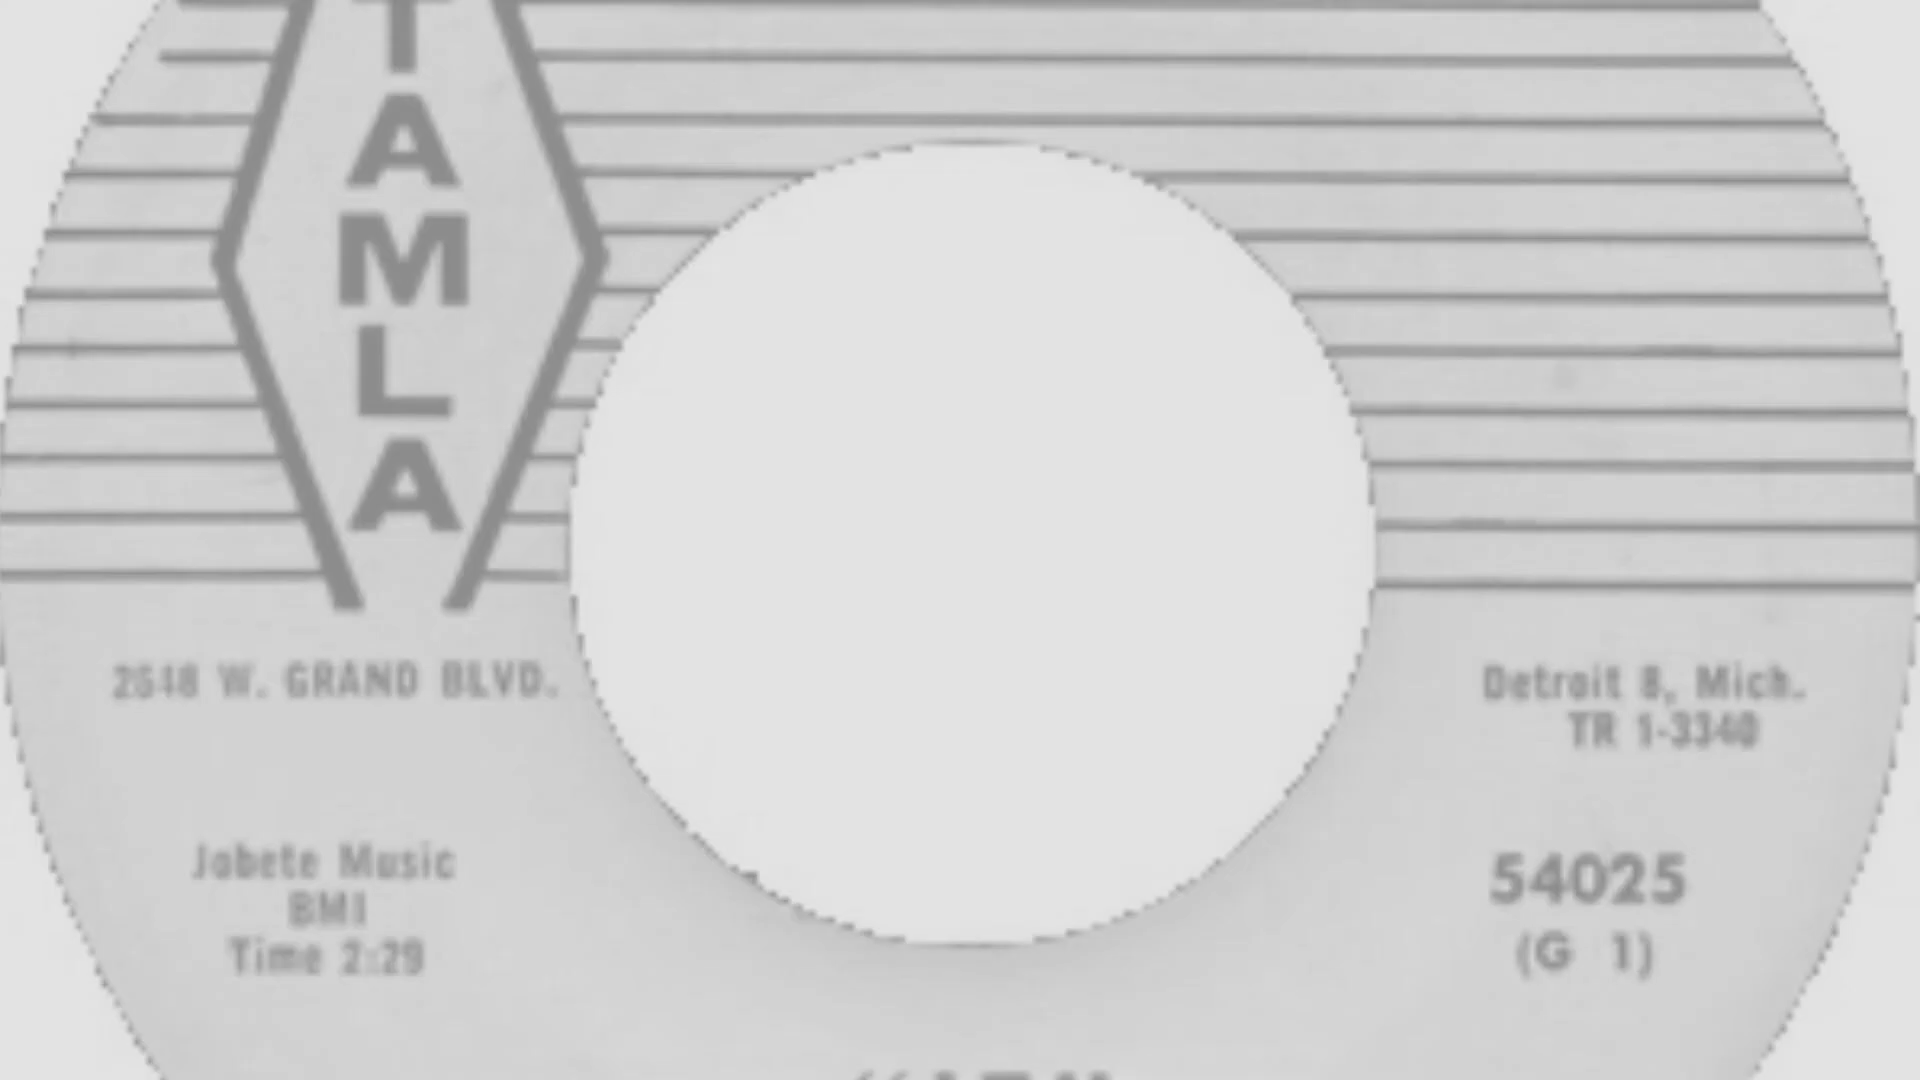 TAMLA
2648 W. GRAND BLVD.
Detroit 8, Mich.
TR 1-3340
Jobete Music
BMI
Time 2:29
54025
(G 1)